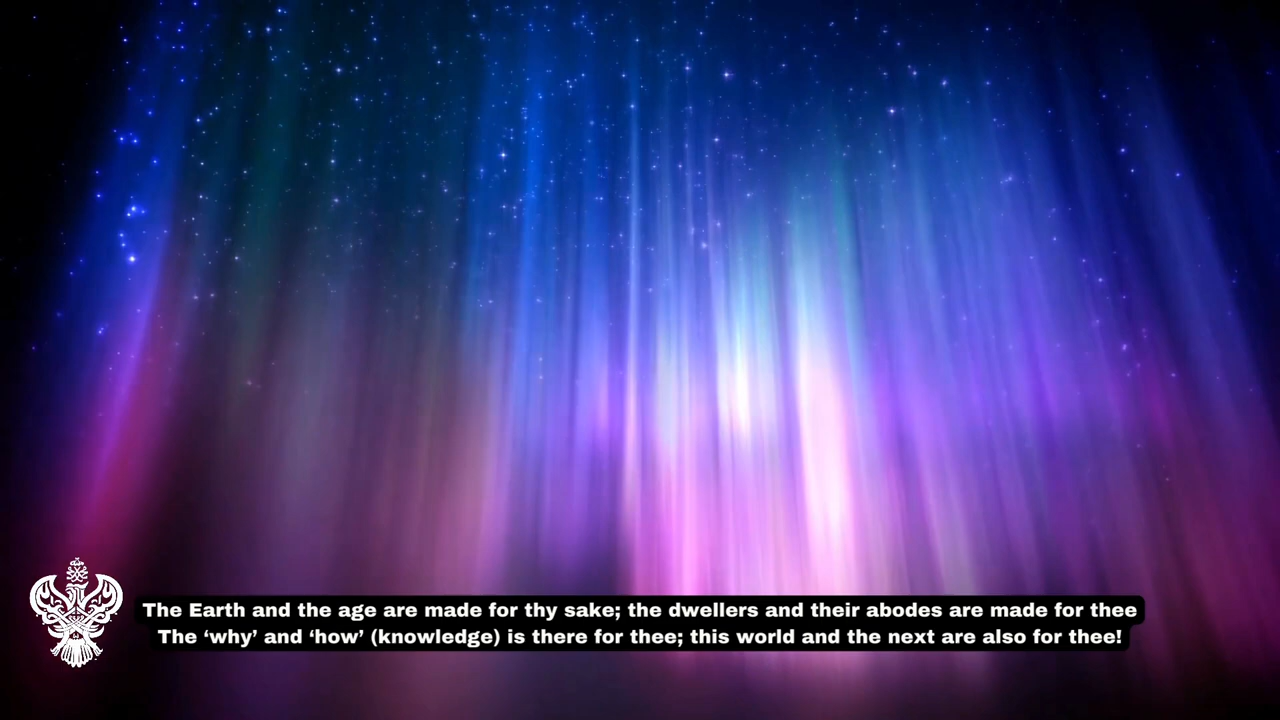 The Earth and the age are made for thy sake; the dwellers and their abodes are made for thee
The ‘why’ and ‘how’ (knowledge) is there for thee; this world and the next are also for thee!